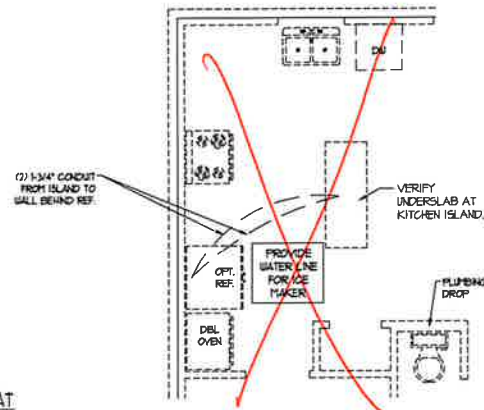 DW
(2) 1-3/4" CONDUIT
FROM ISLAND TO
WALL BEHIND REF.
VERIFY
UNDERSLAB AT
KITCHEN ISLAND.
OPT.
REF.
PROVIDE
WATER LINE
FOR ICE
MAKER
PLUMBING
DROP
DBL
OVEN
AT